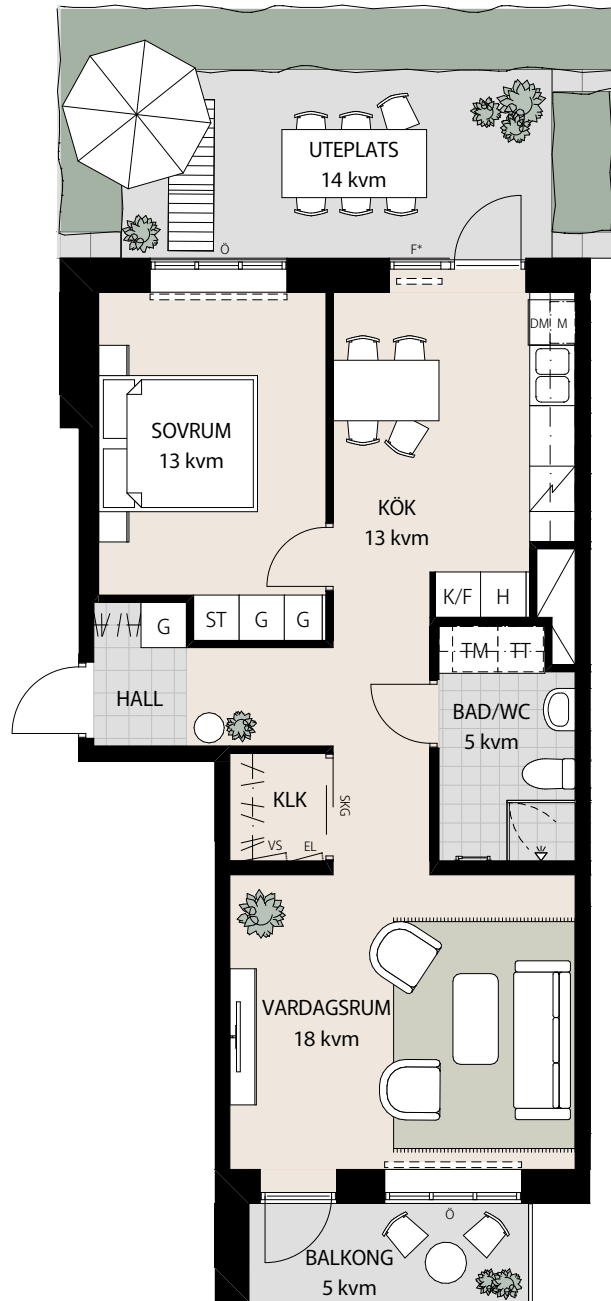 UTEPLATS
14 kvm
Ö
F*
DM M
SOVRUM
13 kvm
KÖK
13 kvm
K/F H
G ST G G
TM TT
HALL
BAD/WC
5 kvm
KLK
SKG
VS EL
VARDAGSRUM
18 kvm
Ö
BALKONG
5 kvm